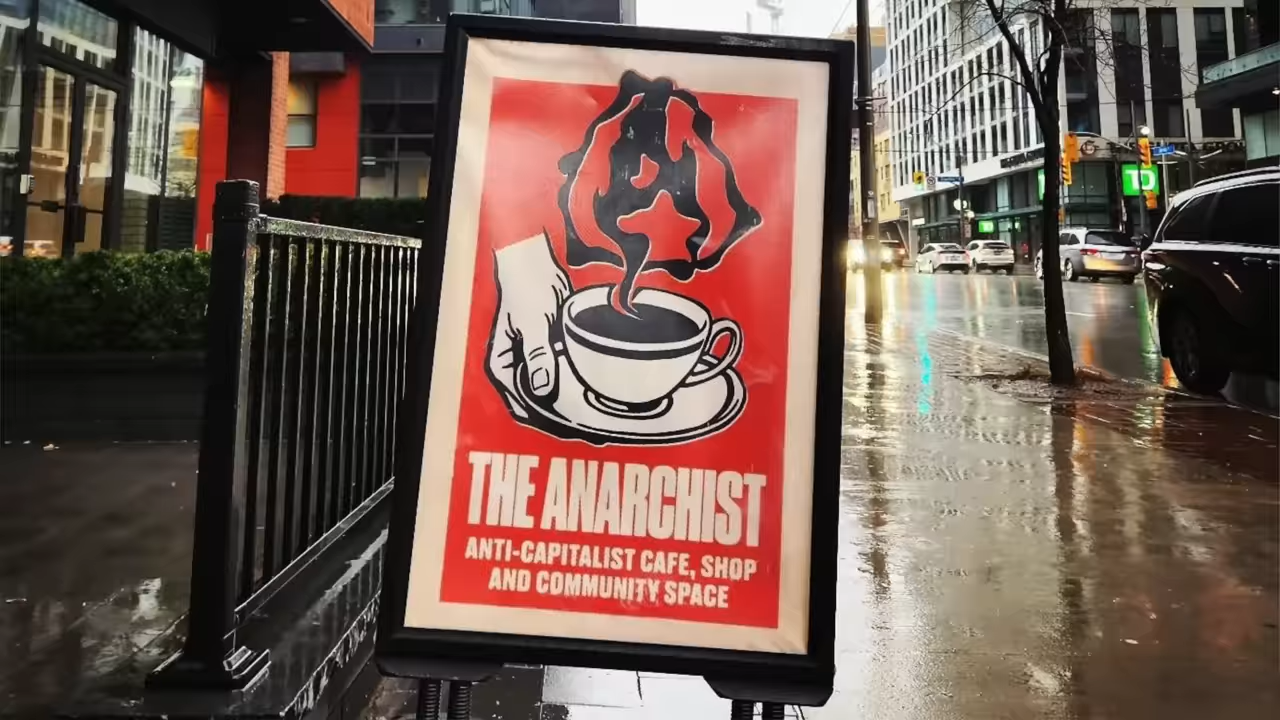 THE ANARCHIST
ANTI-CAPITALIST CAFE, SHOP
AND COMMUNITY SPACE
TD